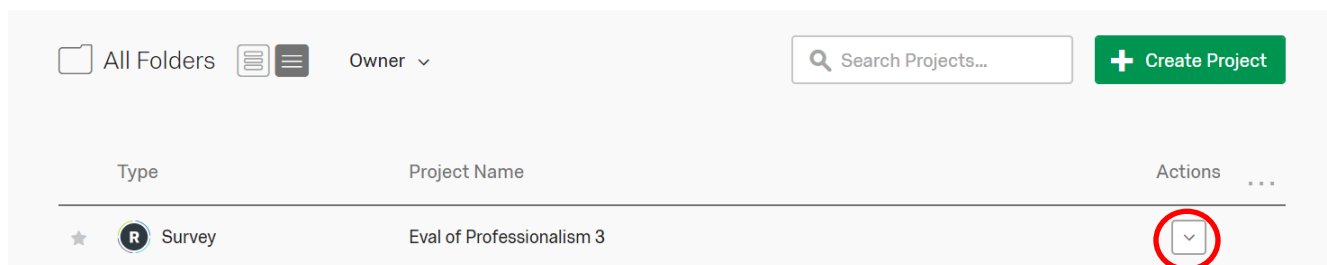 All Folders Owner Search Projects... Create Project
Type Project Name Actions ...
R Survey Eval of Professionalism 3